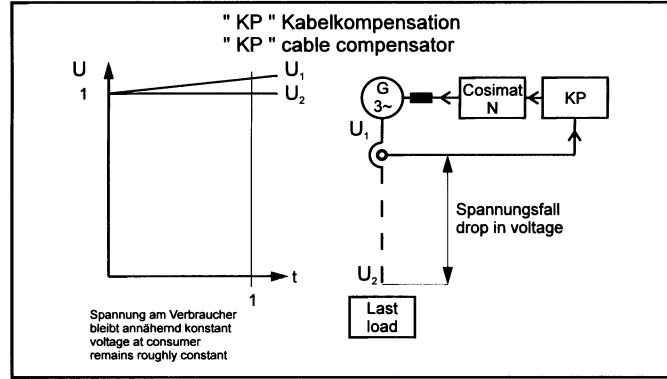 " KP " Kabelkompensation
" KP " cable compensator
U
1
U1
U2
t
1
Spannung am Verbraucher
bleibt annähernd konstant
voltage at consumer
remains roughly constant
G
3~
Cosimat
N
KP
U1
Spannungsfall
drop in voltage
U2
Last
load